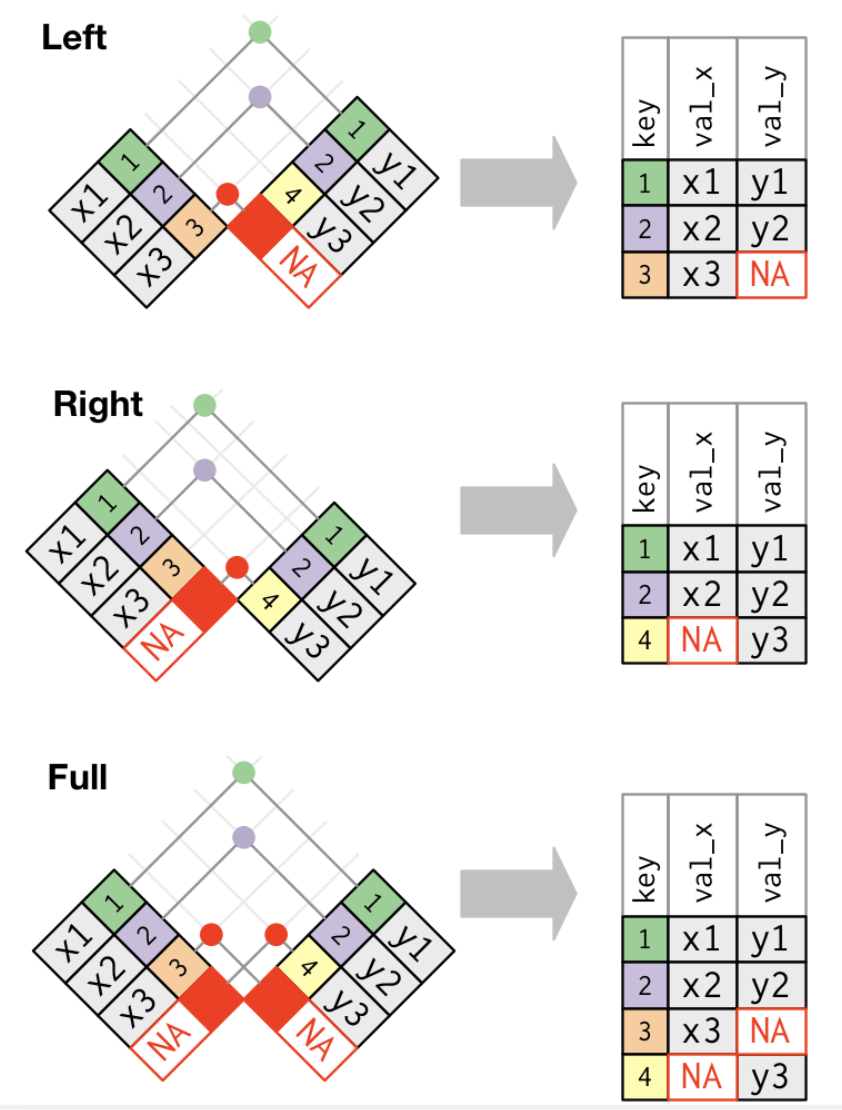 Left
1
2
3
x1
x2
x3
1
2
4
y1
y2
y3
NA
key val_x val_y
1 x1 y1
2 x2 y2
3 x3 NA
Right
1
2
3
x1
x2
x3
NA
1
2
4
y1
y2
y3
key val_x val_y
1 x1 y1
2 x2 y2
4 NA y3
Full
1
2
3
x1
x2
x3
NA
1
2
4
y1
y2
y3
NA
key val_x val_y
1 x1 y1
2 x2 y2
3 x3 NA
4 NA y3